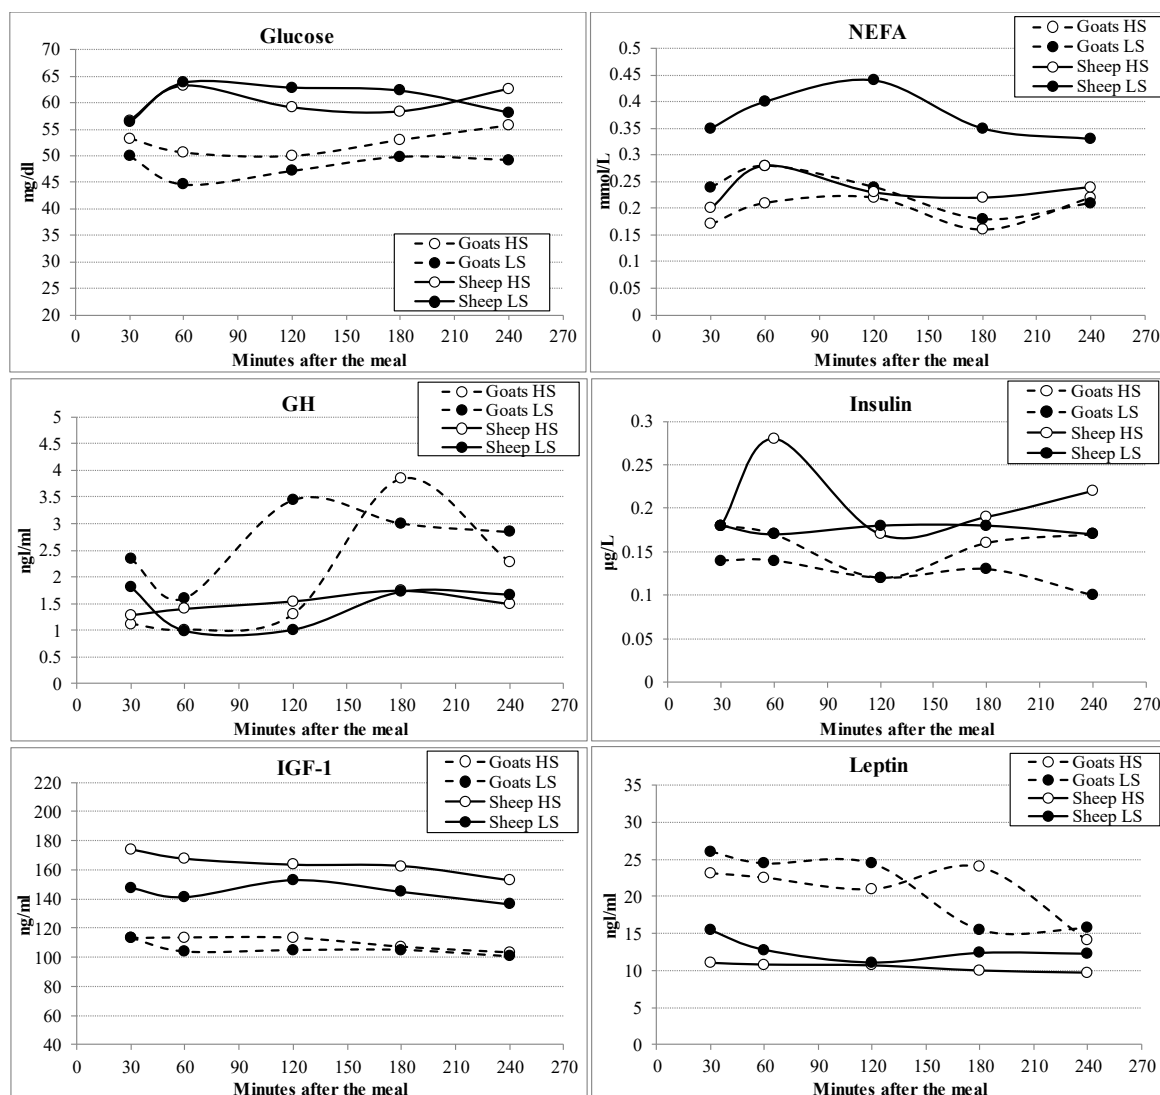 Glucose
70
65
60
55
50
45
40
35
30
25
20
mg/dl
Goats HS
Goats LS
Sheep HS
Sheep LS
0 30 60 90 120 150 180 210 240 270
Minutes after the meal
NEFA
Goats HS
Goats LS
Sheep HS
Sheep LS
0.5
0.45
0.4
0.35
0.3
0.25
0.2
0.15
0.1
0.05
0
mmol/L
0 30 60 90 120 150 180 210 240 270
Minutes after the meal
GH
Goats HS
Goats LS
Sheep HS
Sheep LS
5
4.5
4
3.5
3
2.5
2
1.5
1
0.5
0
ngl/ml
0 30 60 90 120 150 180 210 240 270
Minutes after the meal
Insulin
Goats HS
Goats LS
Sheep HS
Sheep LS
0.3
0.25
0.2
0.15
0.1
0.05
0
µg/L
0 30 60 90 120 150 180 210 240 270
Minutes after the meal
IGF-1
Goats HS
Goats LS
Sheep HS
Sheep LS
220
200
180
160
140
120
100
80
60
40
ng/ml
0 30 60 90 120 150 180 210 240 270
Minutes after the meal
Leptin
Goats HS
Goats LS
Sheep HS
Sheep LS
35
30
25
20
15
10
5
0
ngl/ml
0 30 60 90 120 150 180 210 240 270
Minutes after the meal